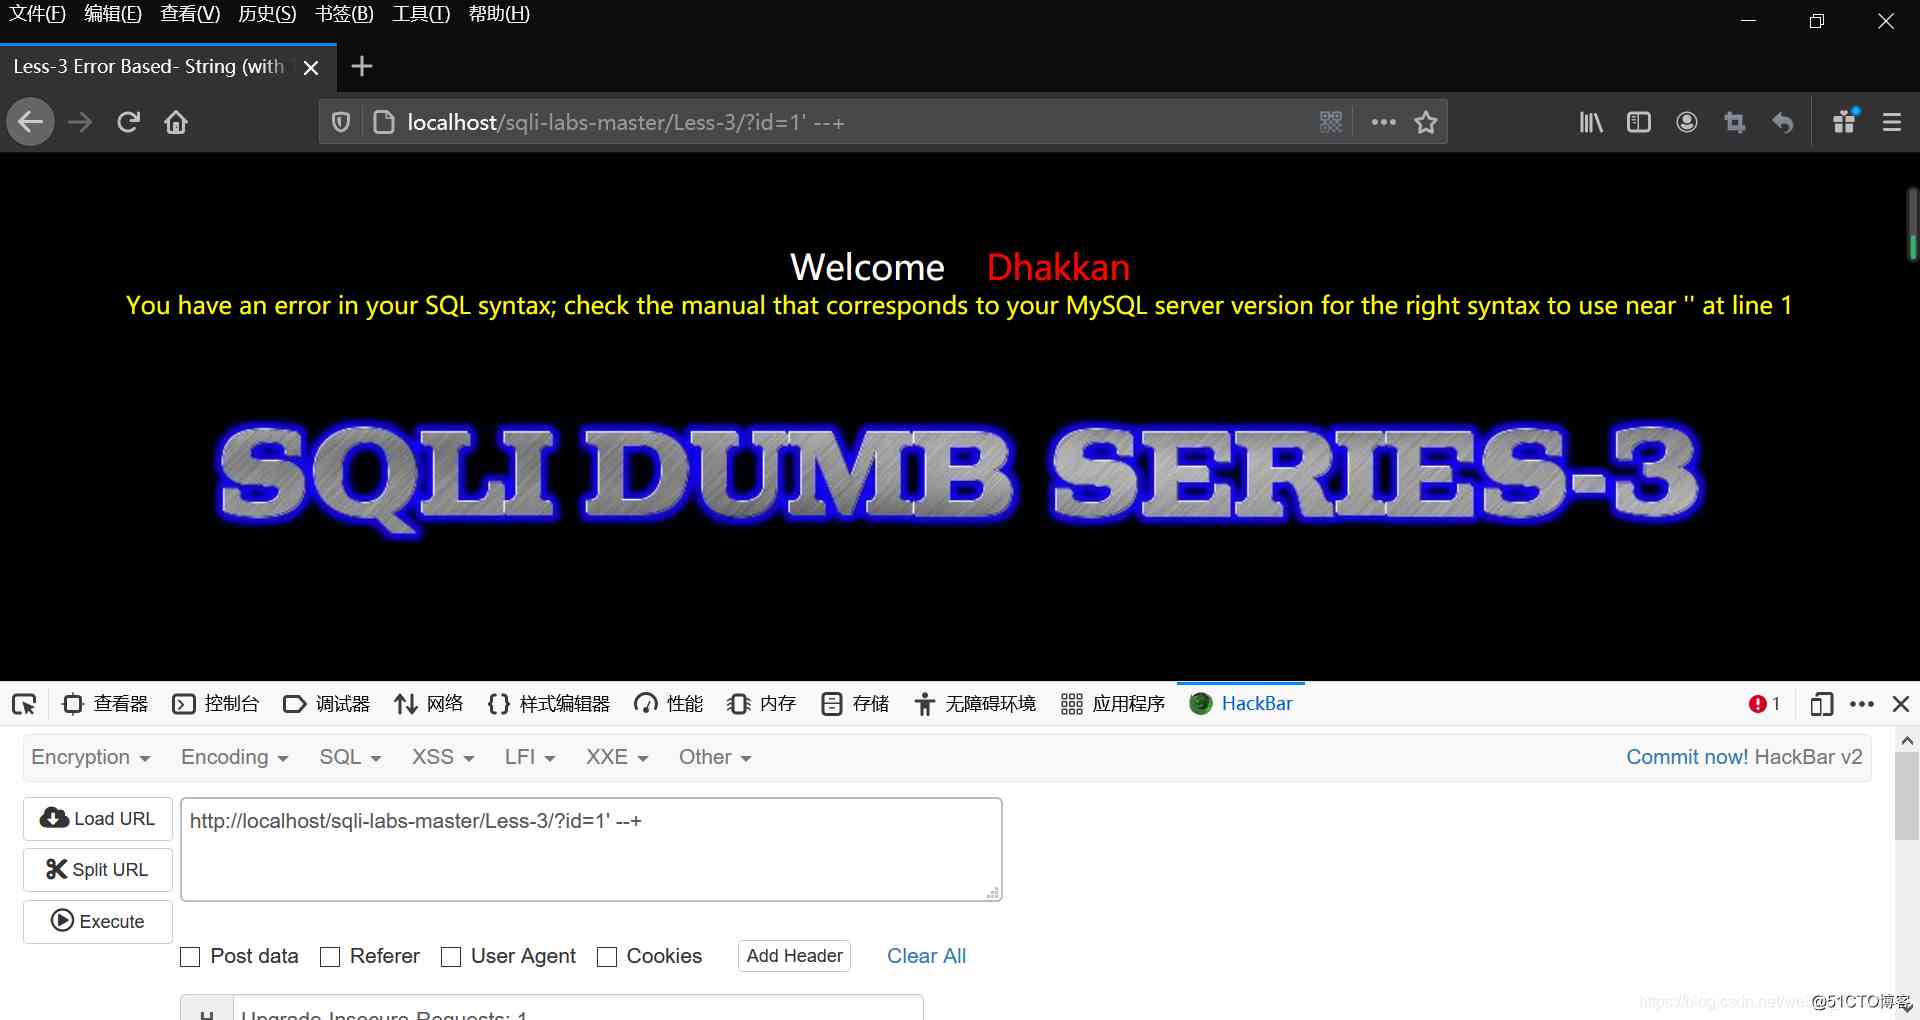 文件(F) 编辑(E) 查看(V) 历史(S) 书签(B) 工具(T) 帮助(H)
Less-3 Error Based- String (with
localhost/sqli-labs-master/Less-3/?id=1' --+
Welcome Dhakkan
You have an error in your SQL syntax; check the manual that corresponds to your MySQL server version for the right syntax to use near '' at line 1
SQLI DUMB SERIES-3
查看器 控制台 调试器 网络 样式编辑器 性能 内存 存储 无障碍环境 应用程序 HackBar 1
Encryption Encoding SQL XSS LFI XXE Other Commit now! HackBar v2
Load URL http://localhost/sqli-labs-master/Less-3/?id=1' --+
Split URL
Execute
Post data Referer User Agent Cookies Add Header Clear All
H Upgrade-Insecure-Requests: 1
https://blog.csdn.net/we @51CTO博客